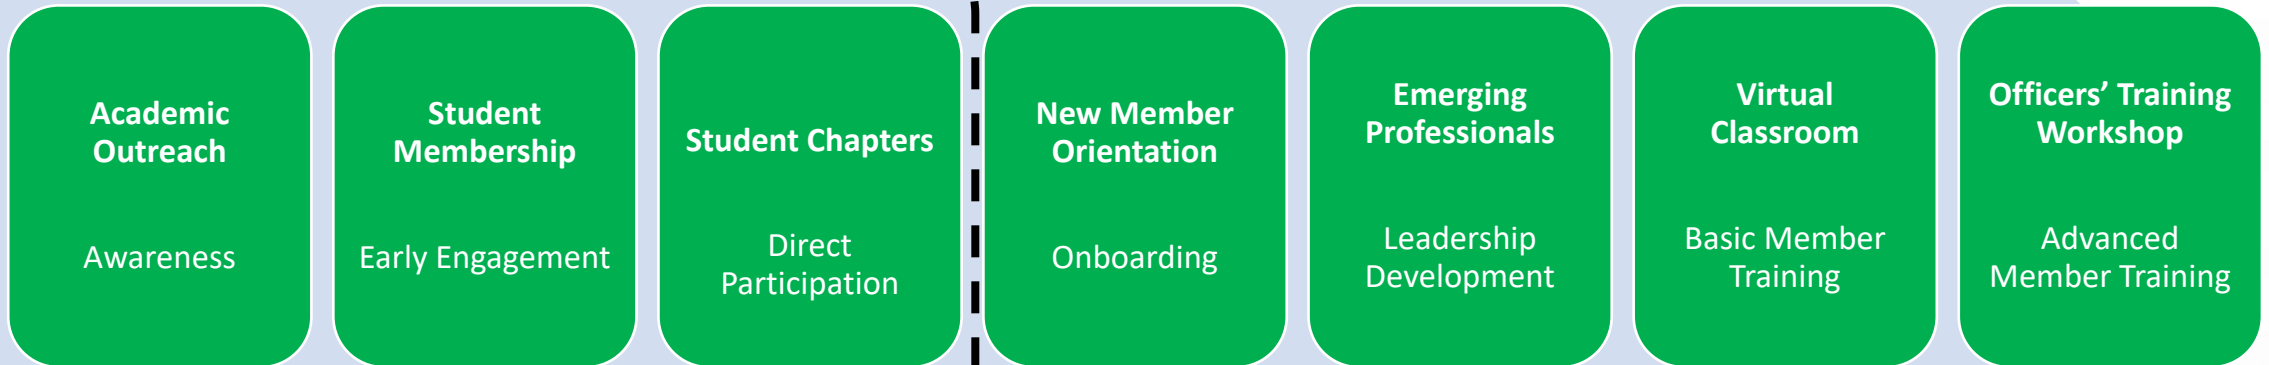 Academic
Outreach
Awareness
Student
Membership
Early Engagement
Student Chapters
Direct
Participation
New Member
Orientation
Onboarding
Emerging
Professionals
Leadership
Development
Virtual
Classroom
Basic Member
Training
Officers’ Training
Workshop
Advanced
Member Training